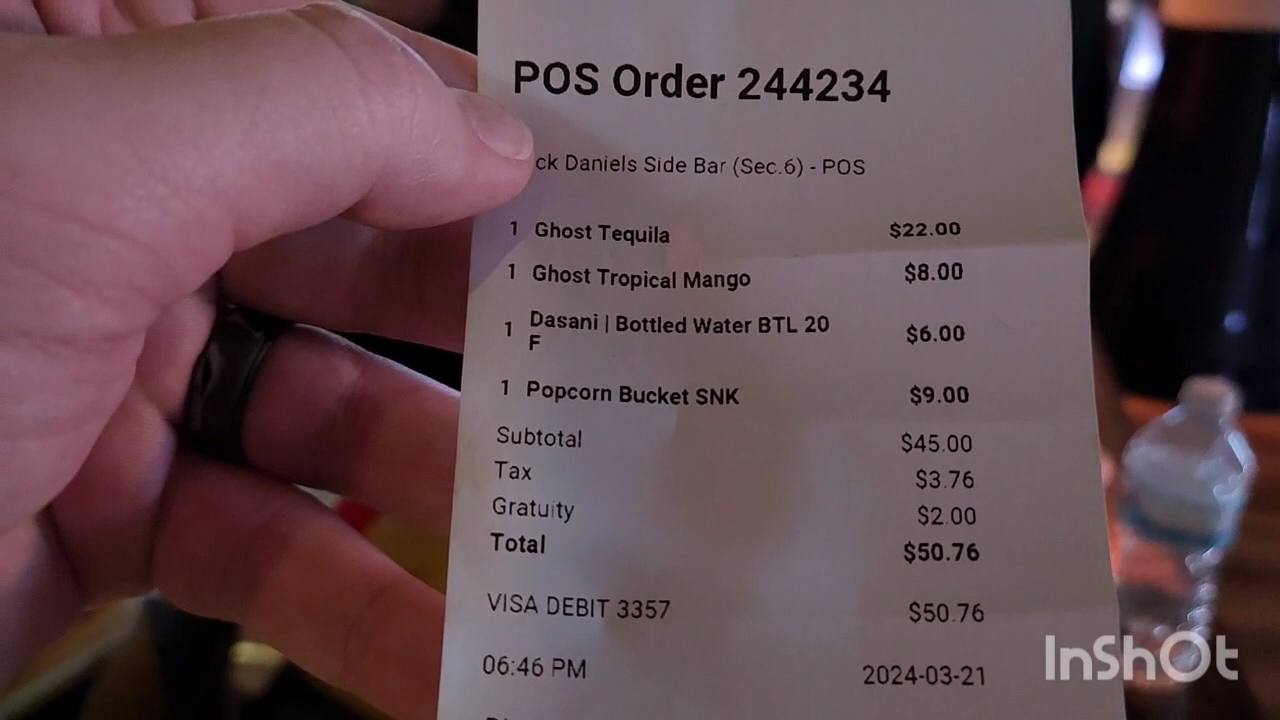 POS Order 244234
ck Daniels Side Bar (Sec.6) - POS
1 Ghost Tequila $22.00
1 Ghost Tropical Mango $8.00
1 Dasani | Bottled Water BTL 20 $6.00
F
1 Popcorn Bucket SNK $9.00
Subtotal $45.00
Tax $3.76
Gratuity $2.00
Total $50.76
VISA DEBIT 3357 $50.76
06:46 PM 2024-03-21
InShOt